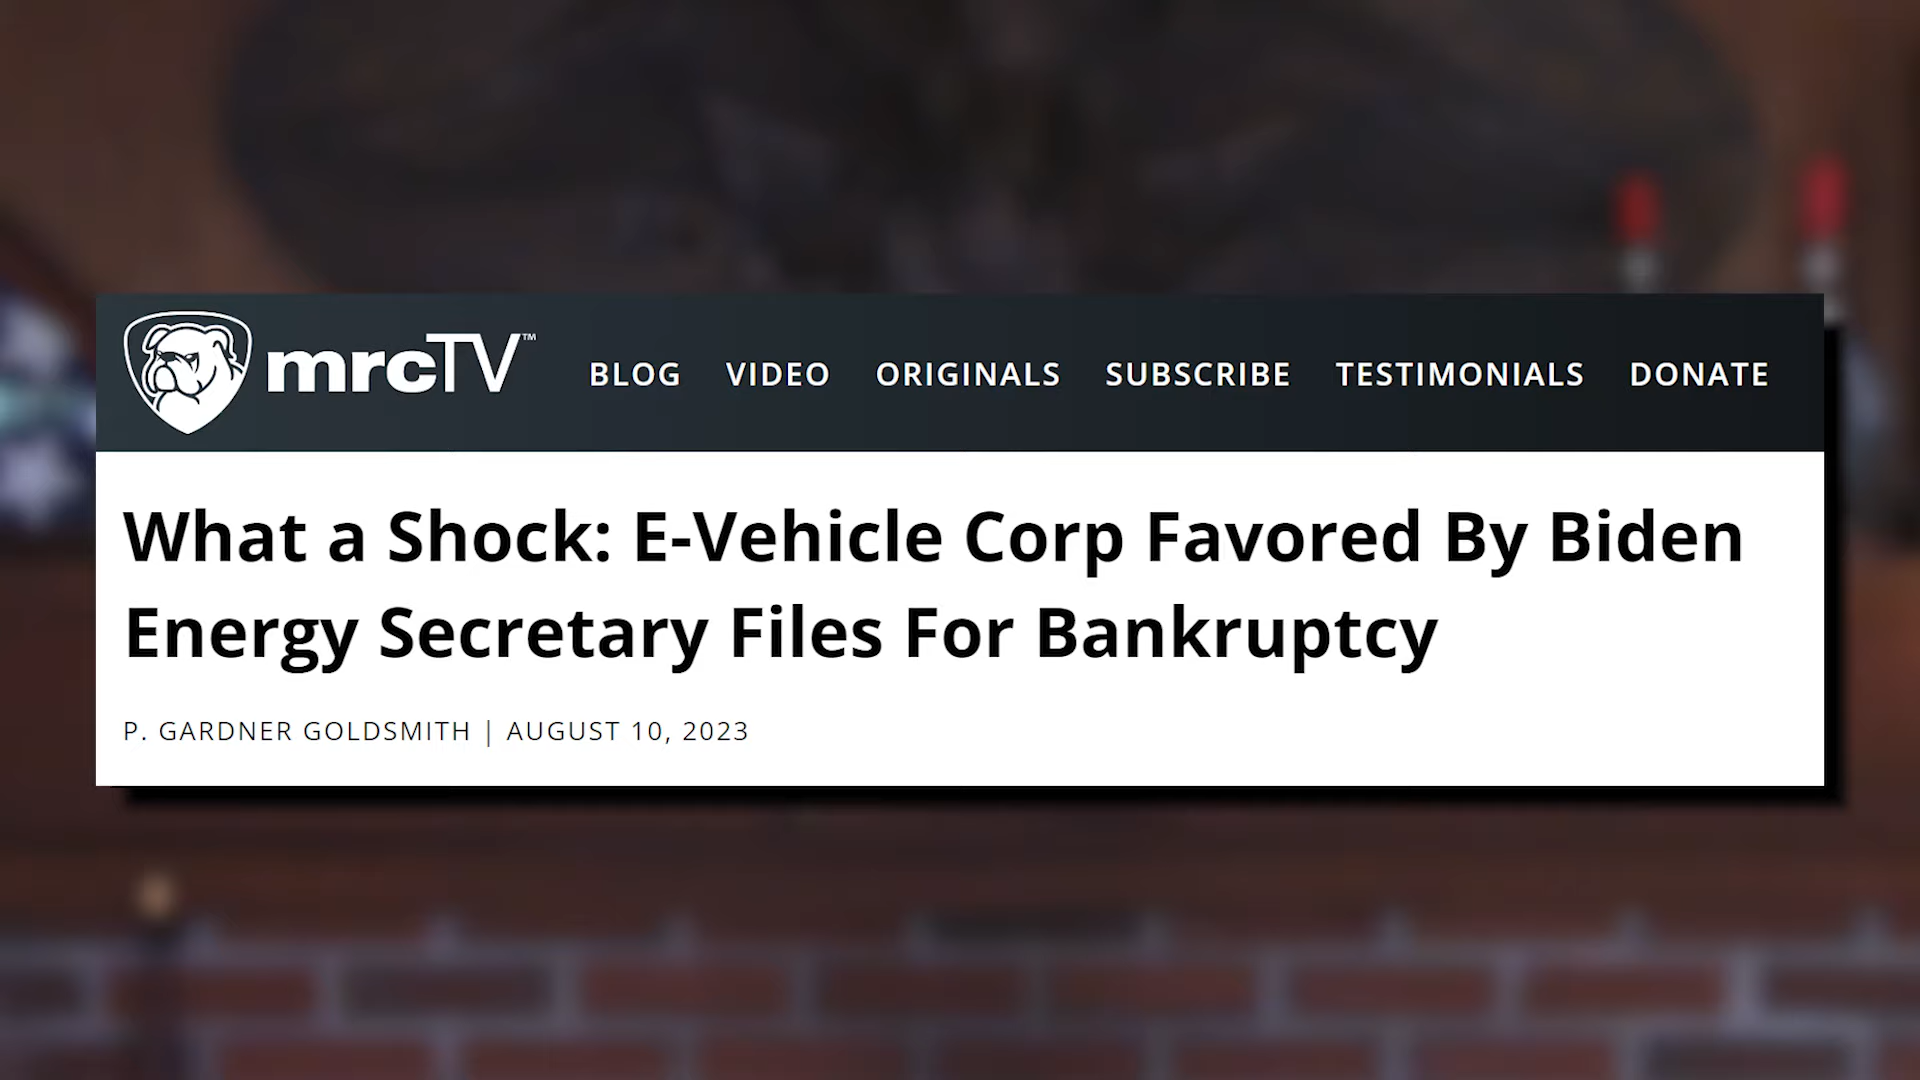 mrcTV™ BLOG VIDEO ORIGINALS SUBSCRIBE TESTIMONIALS DONATE
What a Shock: E-Vehicle Corp Favored By Biden
Energy Secretary Files For Bankruptcy
P. GARDNER GOLDSMITH | AUGUST 10, 2023